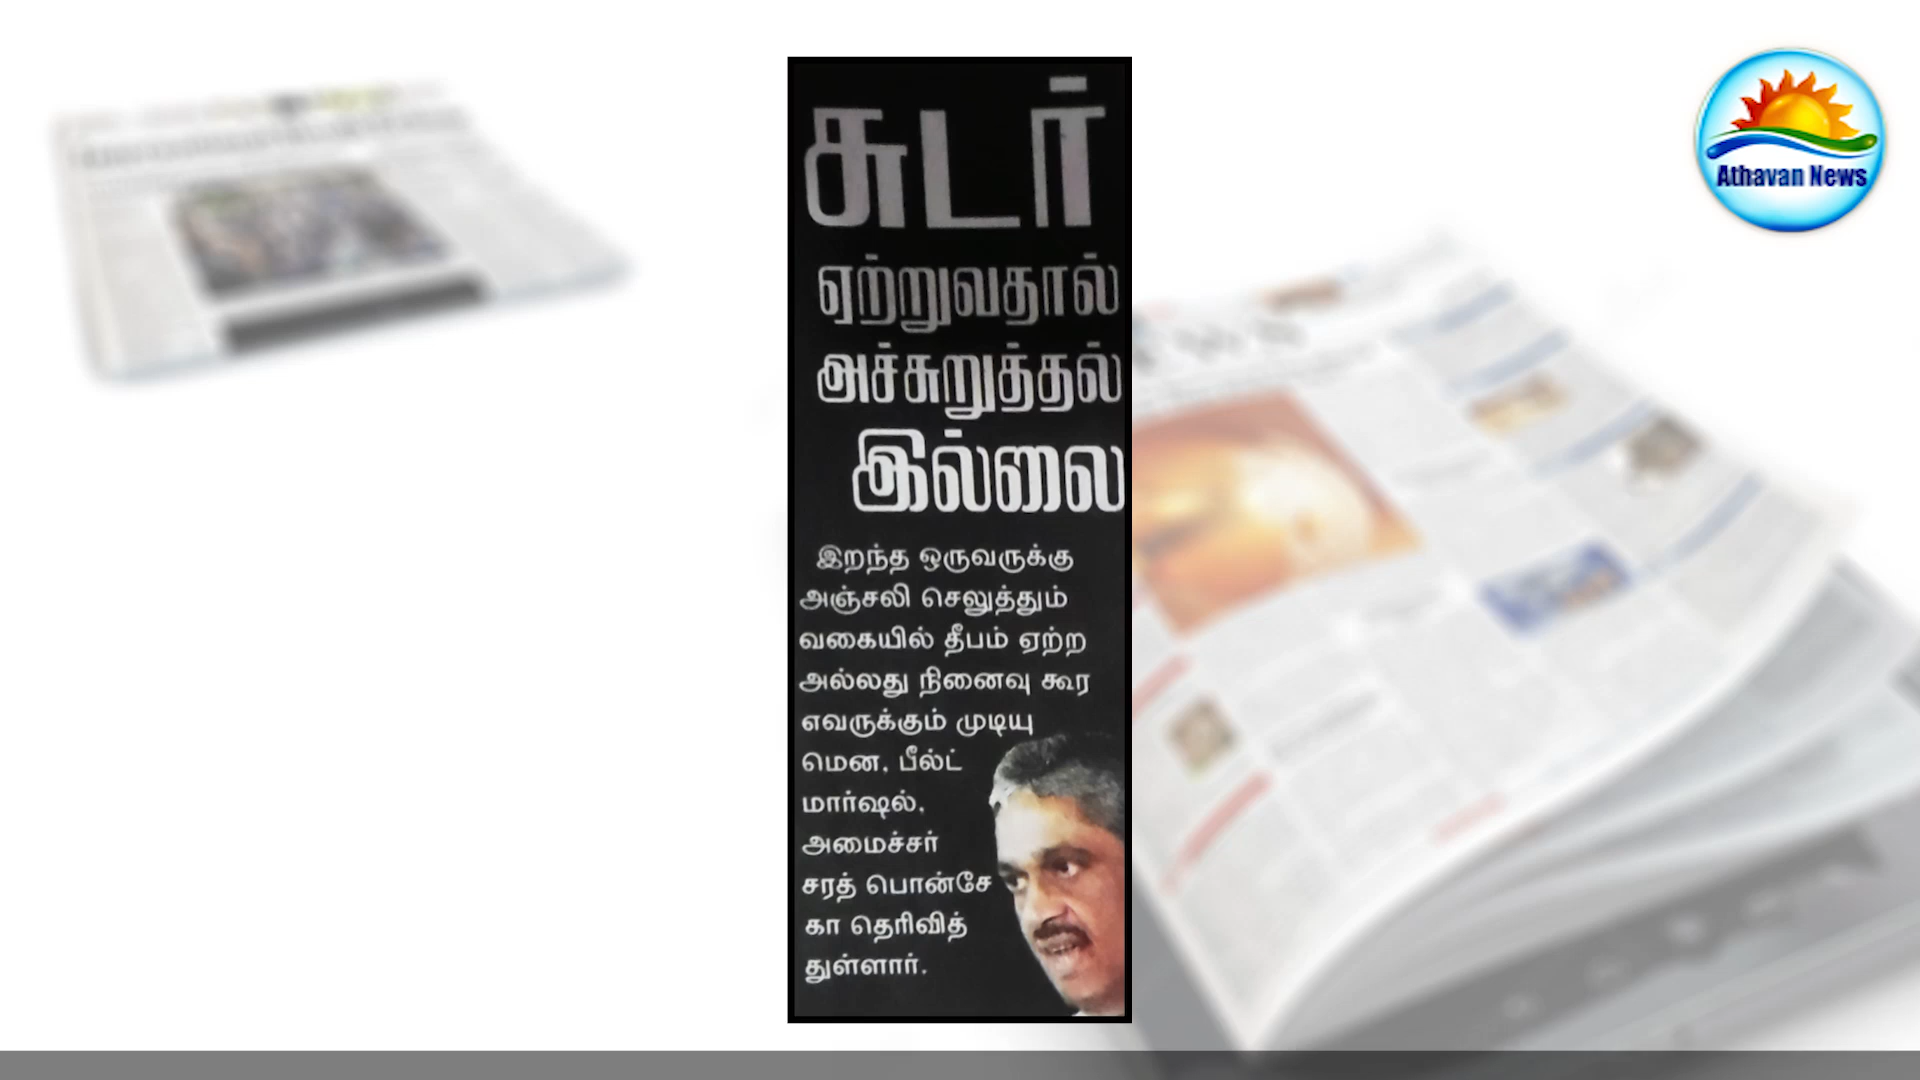 Athavan News
சுடர்
ஏற்றுவதால்
அச்சுறுத்தல்
இல்லை
இறந்த ஒருவருக்கு
அஞ்சலி செலுத்தும்
வகையில் தீபம் ஏற்ற
அல்லது நினைவு கூர
எவருக்கும் முடியு
மென, பீல்ட்
மார்ஷல்,
அமைச்சர்
சரத் பொன்சே
கா தெரிவித்
துள்ளார்.